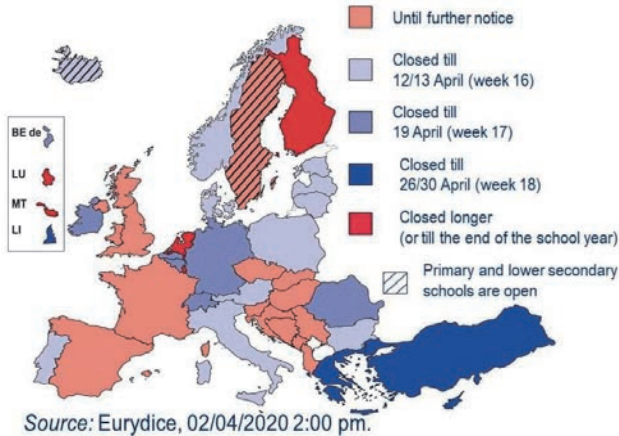 Until further notice
Closed till
12/13 April (week 16)
Closed till
19 April (week 17)
Closed till
26/30 April (week 18)
Closed longer
(or till the end of the school year)
Primary and lower secondary
schools are open
BE de
LU
MT
LI
Source: Eurydice, 02/04/2020 2:00 pm.